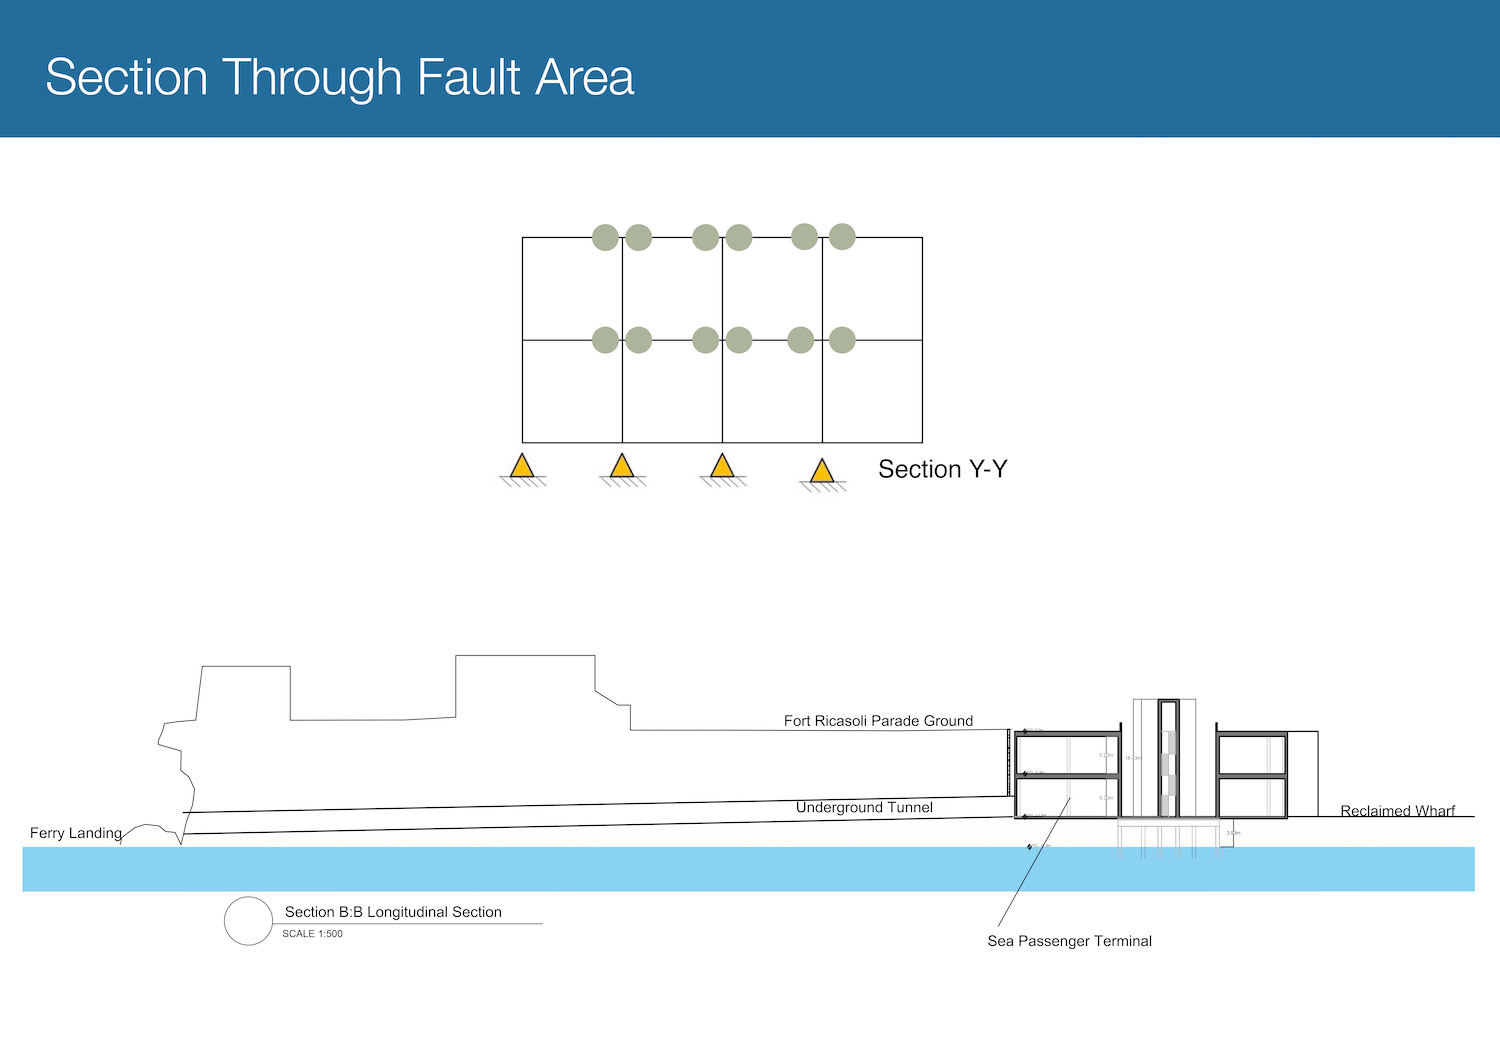 Section Through Fault Area
Section Y-Y
Fort Ricasoli Parade Ground
Underground Tunnel
Reclaimed Wharf
Ferry Landing
Section B:B Longitudinal Section
SCALE 1:500
Sea Passenger Terminal